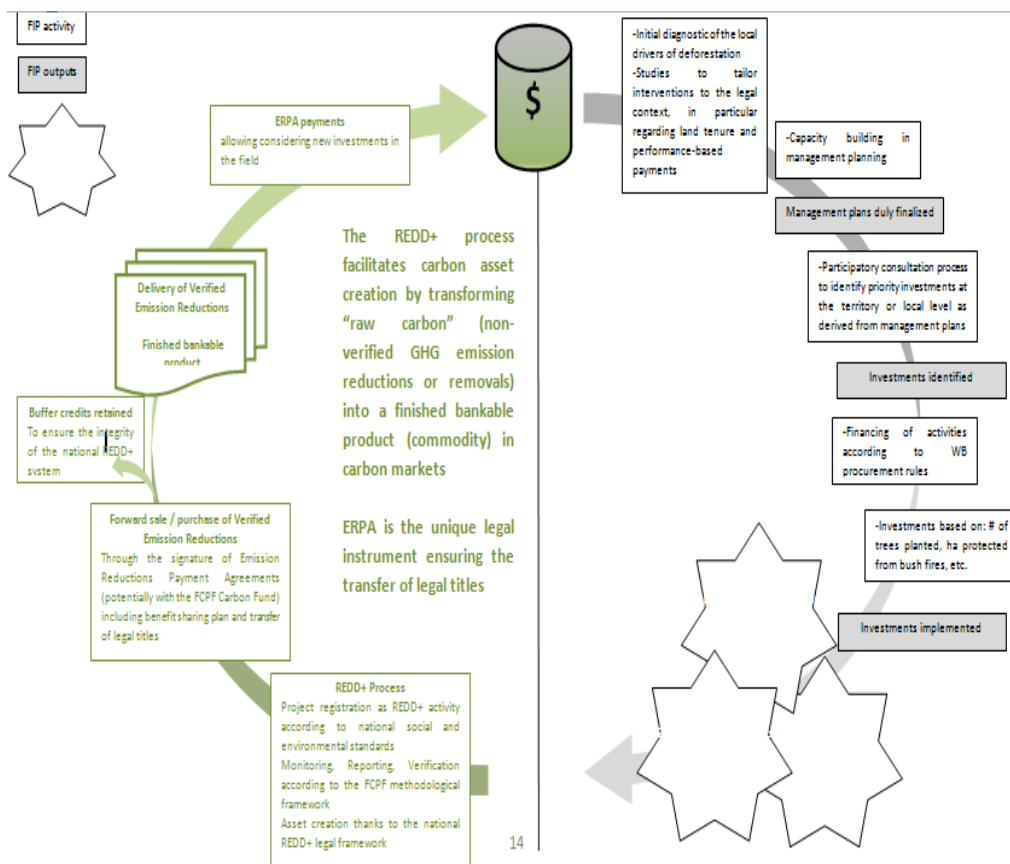 FIP activity
FIP outputs
ERPA payments
allowing considering new investments in
the field
$
-Initial diagnostic of the local
drivers of deforestation
-Studies to tailor
interventions to the legal
context, in particular
regarding land tenure and
performance-based
payments
-Capacity building in
management planning
Management plans duly finalized
-Participatory consultation process
to identify priority investments at
the territory or local level as
derived from management plans
Investments identified
-Financing of activities
according to WB
procurement rules
-Investments based on: # of
trees planted, ha protected
from bush fires, etc.
Investments implemented
The REDD+ process
facilitates carbon asset
creation by transforming
“raw carbon” (non-
verified GHG emission
reductions or removals)
into a finished bankable
product (commodity) in
carbon markets
ERPA is the unique legal
instrument ensuring the
transfer of legal titles
Delivery of Verified
Emission Reductions
Finished bankable
product
Buffer credits retained
To ensure the integrity
of the national REDD+
system
Forward sale / purchase of Verified
Emission Reductions
Through the signature of Emission
Reductions Payment Agreements
(potentially with the FCPF Carbon Fund)
including benefit sharing plan and transfer
of legal titles
REDD+ Process
Project registration as REDD+ activity
according to national social and
environmental standards
Monitoring, Reporting, Verification
according to the FCPF methodological
framework
Asset creation thanks to the national
REDD+ legal framework
14